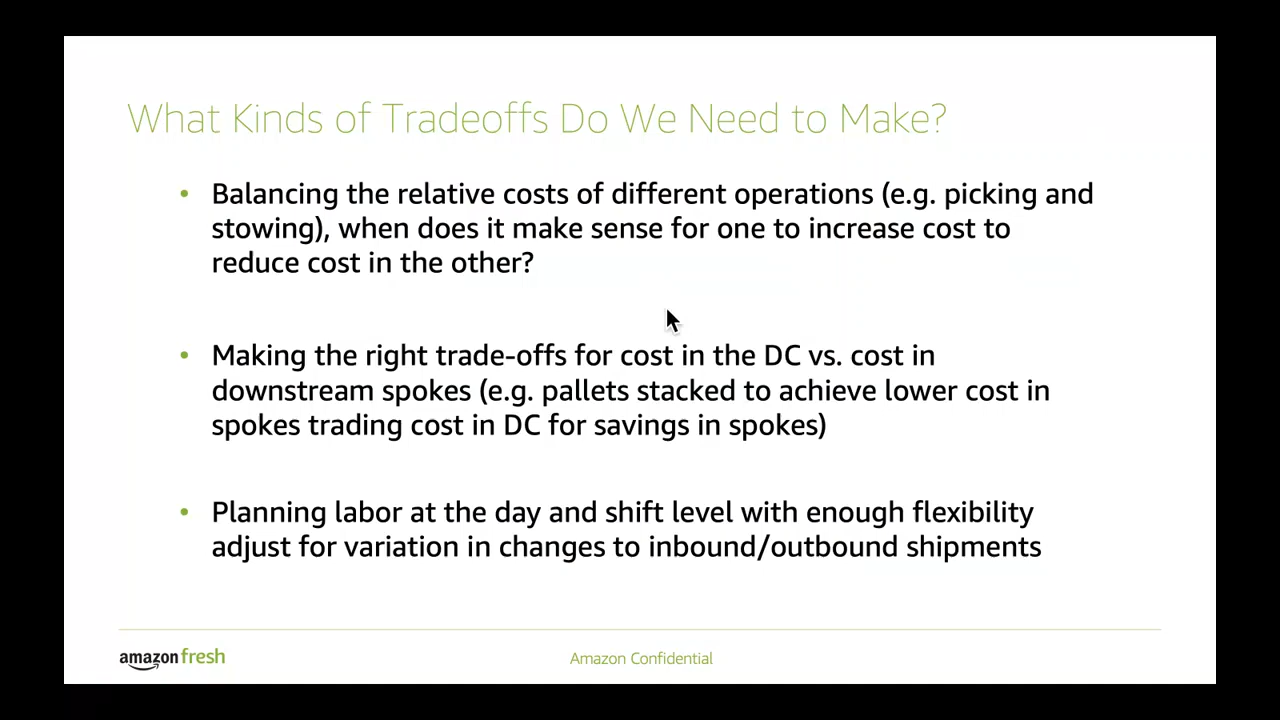 What Kinds of Tradeoffs Do We Need to Make?
• Balancing the relative costs of different operations (e.g. picking and
stowing), when does it make sense for one to increase cost to
reduce cost in the other?
• Making the right trade-offs for cost in the DC vs. cost in
downstream spokes (e.g. pallets stacked to achieve lower cost in
spokes trading cost in DC for savings in spokes)
• Planning labor at the day and shift level with enough flexibility
adjust for variation in changes to inbound/outbound shipments
amazonfresh
Amazon Confidential